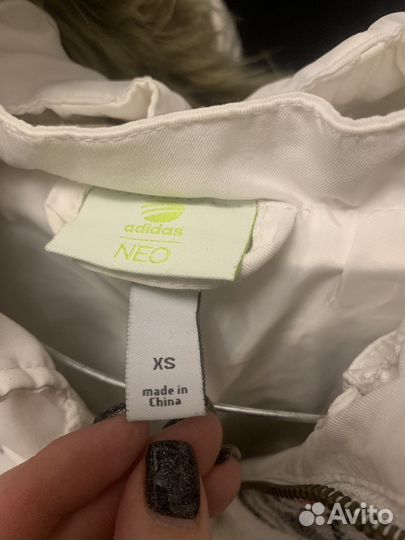 adidas
NEO
XS
made in
China
Avito